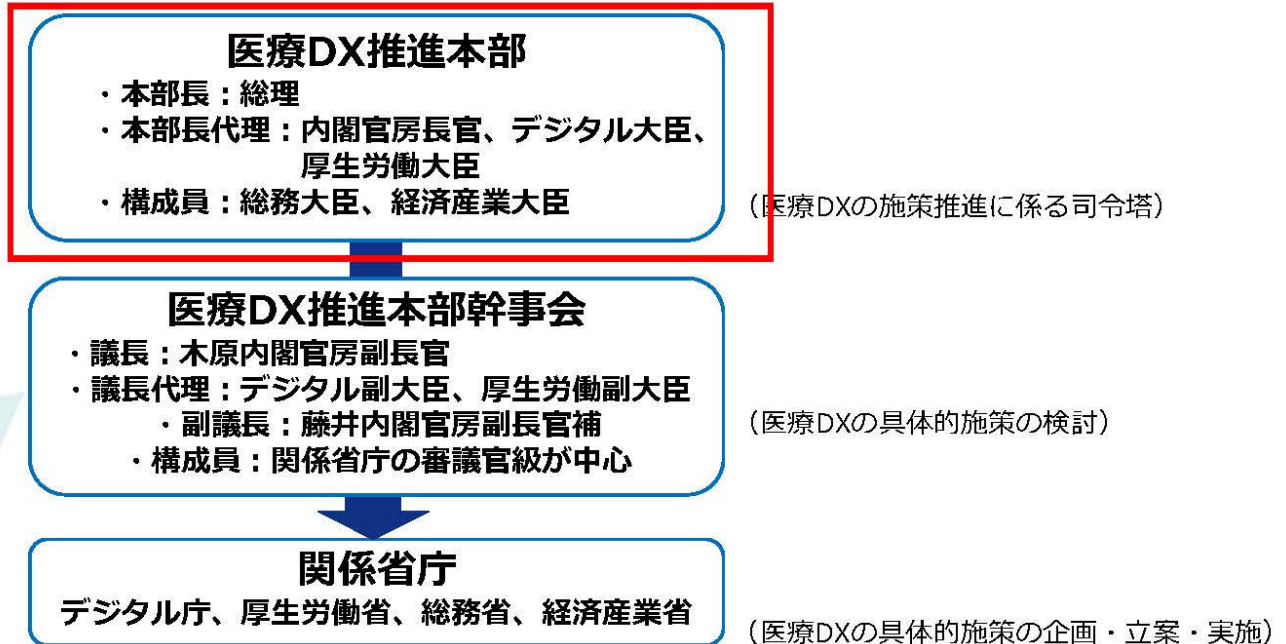 医療DX推進本部
・本部長：総理
・本部長代理：内閣官房長官、デジタル大臣、
厚生労働大臣
・構成員：総務大臣、経済産業大臣
（医療DXの施策推進に係る司令塔）
医療DX推進本部幹事会
・議長：木原内閣官房副長官
・議長代理：デジタル副大臣、厚生労働副大臣
・副議長：藤井内閣官房副長官補
・構成員：関係省庁の審議官級が中心
（医療DXの具体的施策の検討）
関係省庁
デジタル庁、厚生労働省、総務省、経済産業省
（医療DXの具体的施策の企画・立案・実施）